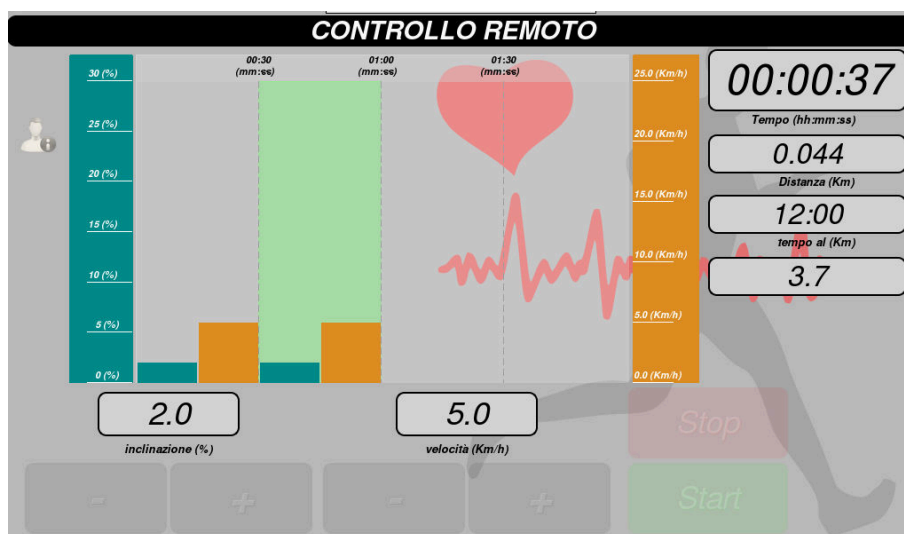 CONTROLLO REMOTO
00:30
(mm:ss)
01:00
(mm:ss)
01:30
(mm:ss)
30 (%)
25 (%)
20 (%)
15 (%)
10 (%)
5 (%)
0 (%)
25.0 (Km/h)
20.0 (Km/h)
15.0 (Km/h)
10.0 (Km/h)
5.0 (Km/h)
0.0 (Km/h)
00:00:37
Tempo (hh:mm:ss)
0.044
Distanza (Km)
12:00
tempo al (Km)
3.7
2.0
inclinazione (%)
5.0
velocità (Km/h)
Stop
- + - +
Start